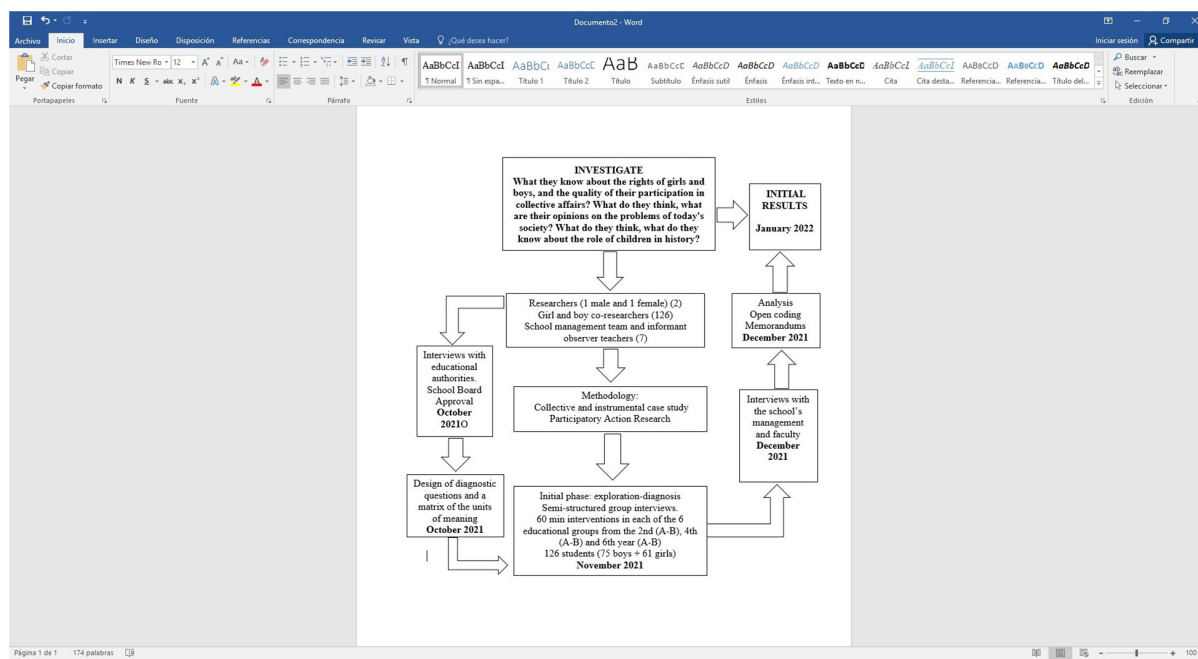 Documento2 - Word
Archivo Inicio Insertar Diseño Disposición Referencias Correspondencia Revisar Vista ¿Qué desea hacer? Iniciar sesión Compartir
Pegar
Cortar
Copiar
Copiar formato
Portapapeles
Times New Ro 12
N K S abc x₂ x²
Fuente
Párrafo
AaBbCcI AaBbCcI AaBbCc AaBbCcC AaB AaBbCcC AaBbCcD AaBbCcD AaBbCcD AaBbCcD AaBbCcI AaBbCcI AABBCCD AABBCCD AaBbCcD
¶ Normal ¶ Sin espa... Título 1 Título 2 Título Subtítulo Énfasis sutil Énfasis Énfasis int... Texto en n... Cita Cita desta... Referencia... Referencia... Título del...
Estilos
Buscar
Reemplazar
Seleccionar
Edición
INVESTIGATE
What they know about the rights of girls and
boys, and the quality of their participation in
collective affairs? What do they think, what
are their opinions on the problems of today's
society? What do they think, what do they
know about the role of children in history?
INITIAL
RESULTS
January 2022
Researchers (1 male and 1 female) (2)
Girl and boy co-researchers (126)
School management team and informant
observer teachers (7)
Analysis
Open coding
Memorandums
December 2021
Interviews with
educational
authorities.
School Board
Approval
October
2021O
Methodology:
Collective and instrumental case study
Participatory Action Research
Interviews with
the school's
management
and faculty
December
2021
Design of diagnostic
questions and a
matrix of the units
of meaning
October 2021
Initial phase: exploration-diagnosis
Semi-structured group interviews.
60 min interventions in each of the 6
educational groups from the 2nd (A-B), 4th
(A-B) and 6th year (A-B)
126 students (75 boys + 61 girls)
November 2021
Página 1 de 1 174 palabras 100